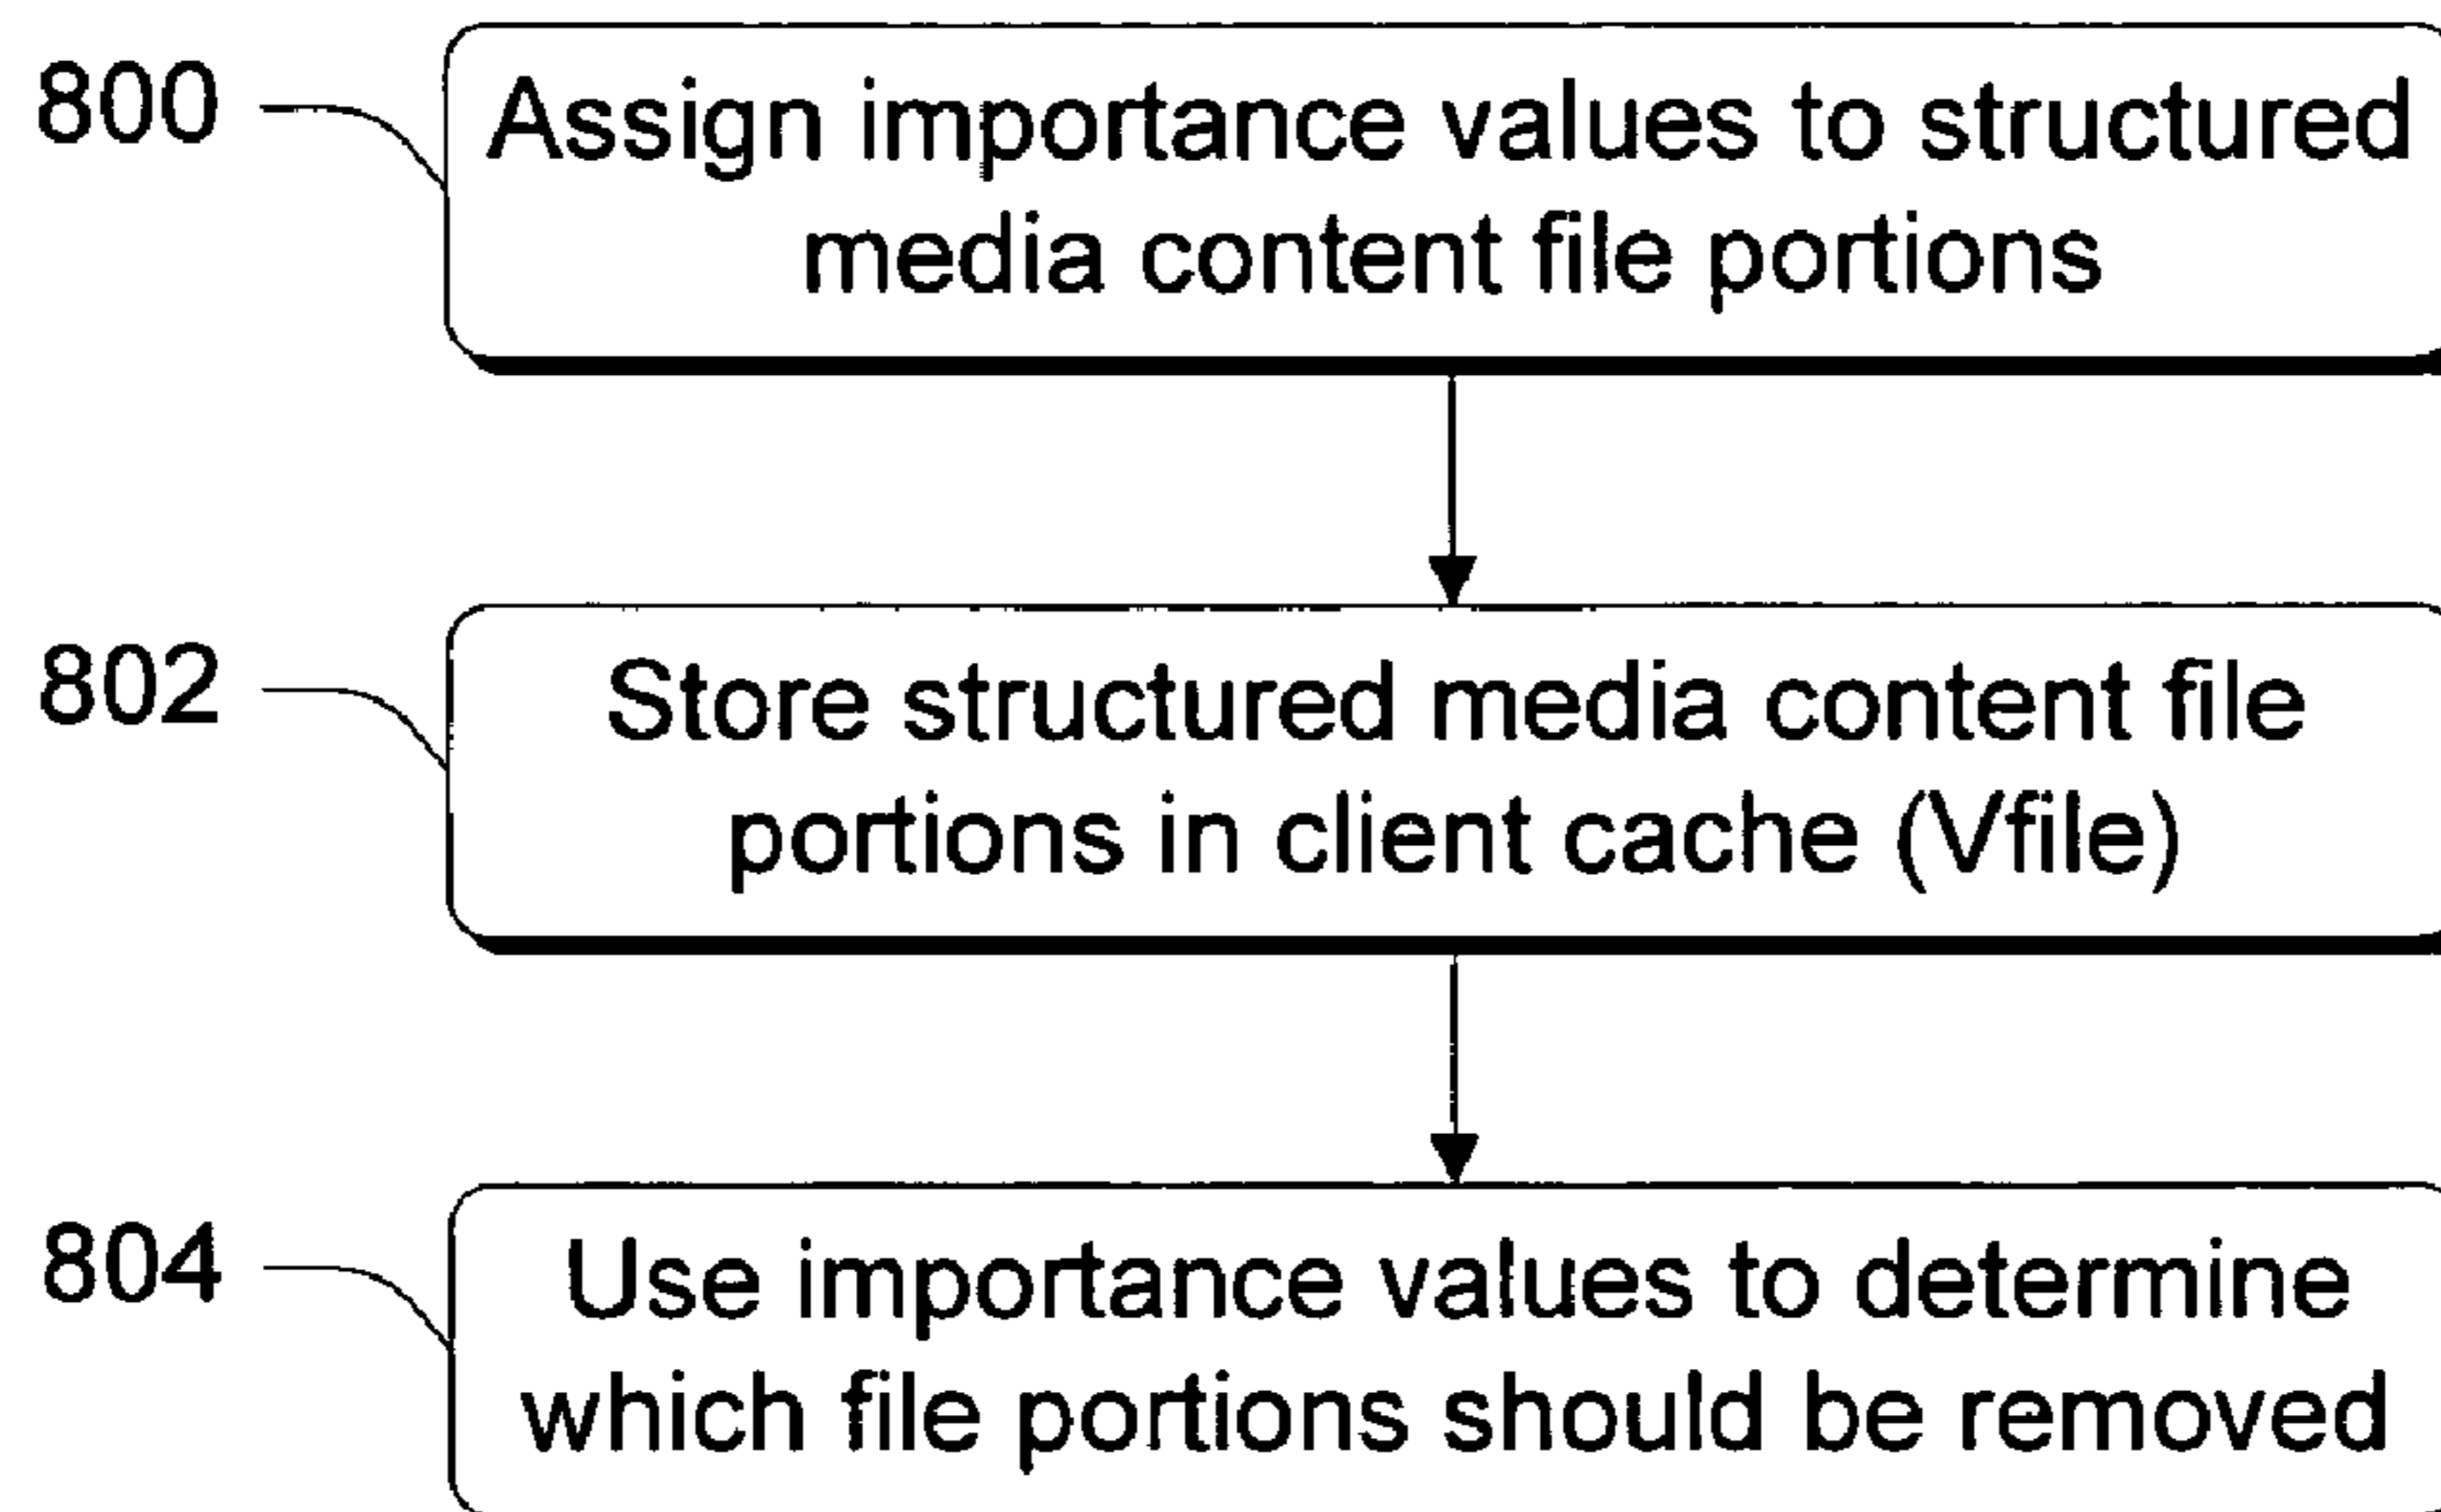 800
Assign importance values to structured
media content file portions
802
Store structured media content file
portions in client cache (Vfile)
804
Use importance values to determine
which file portions should be removed